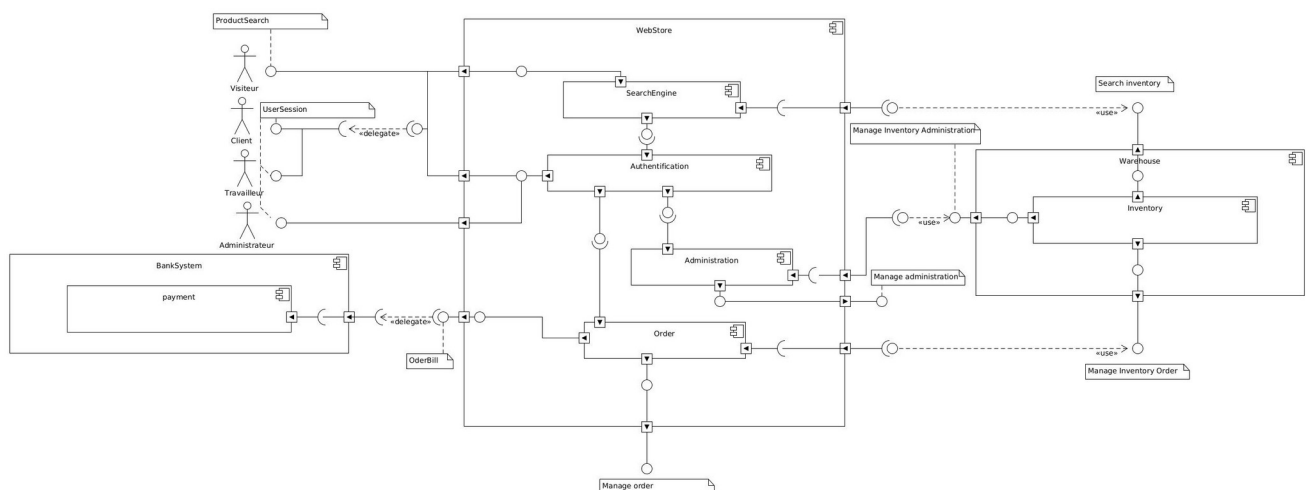 ProductSearch
WebStore
Visiteur
SearchEngine
Search inventory
UserSession
Client
«delegate»
«use»
Manage Inventory Administration
Authentification
Warehouse
Travailleur
Inventory
«use»
Administrateur
BankSystem
Administration
Manage administration
payment
«delegate»
Order
«use»
OderBill
Manage Inventory Order
Manage order